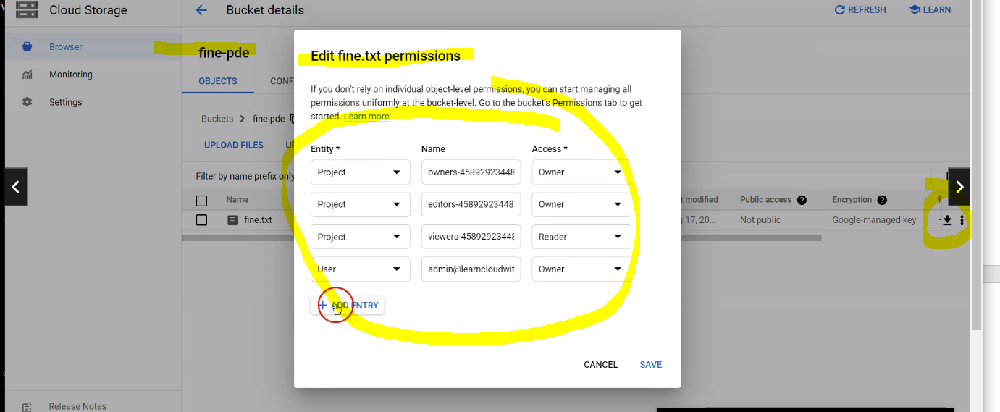 Cloud Storage
Bucket details
REFRESH
LEARN
Browser
Monitoring
Settings
Release Notes
fine-pde
OBJECTS
CONF
Buckets > fine-pde
UPLOAD FILES
Filter by name prefix only
Name
t modified
Public access
Encryption
fine.txt
17, 20...
Not public
Google-managed key
Edit fine.txt permissions
If you don't rely on individual object-level permissions, you can start managing all
permissions uniformly at the bucket-level. Go to the bucket's Permissions tab to get
started. Learn more
Entity * Name Access *
Project owners-45892923448 Owner
Project editors-45892923448 Owner
Project viewers-45892923448 Reader
User admin@learncloudwit Owner
+ ADD ENTRY
CANCEL SAVE